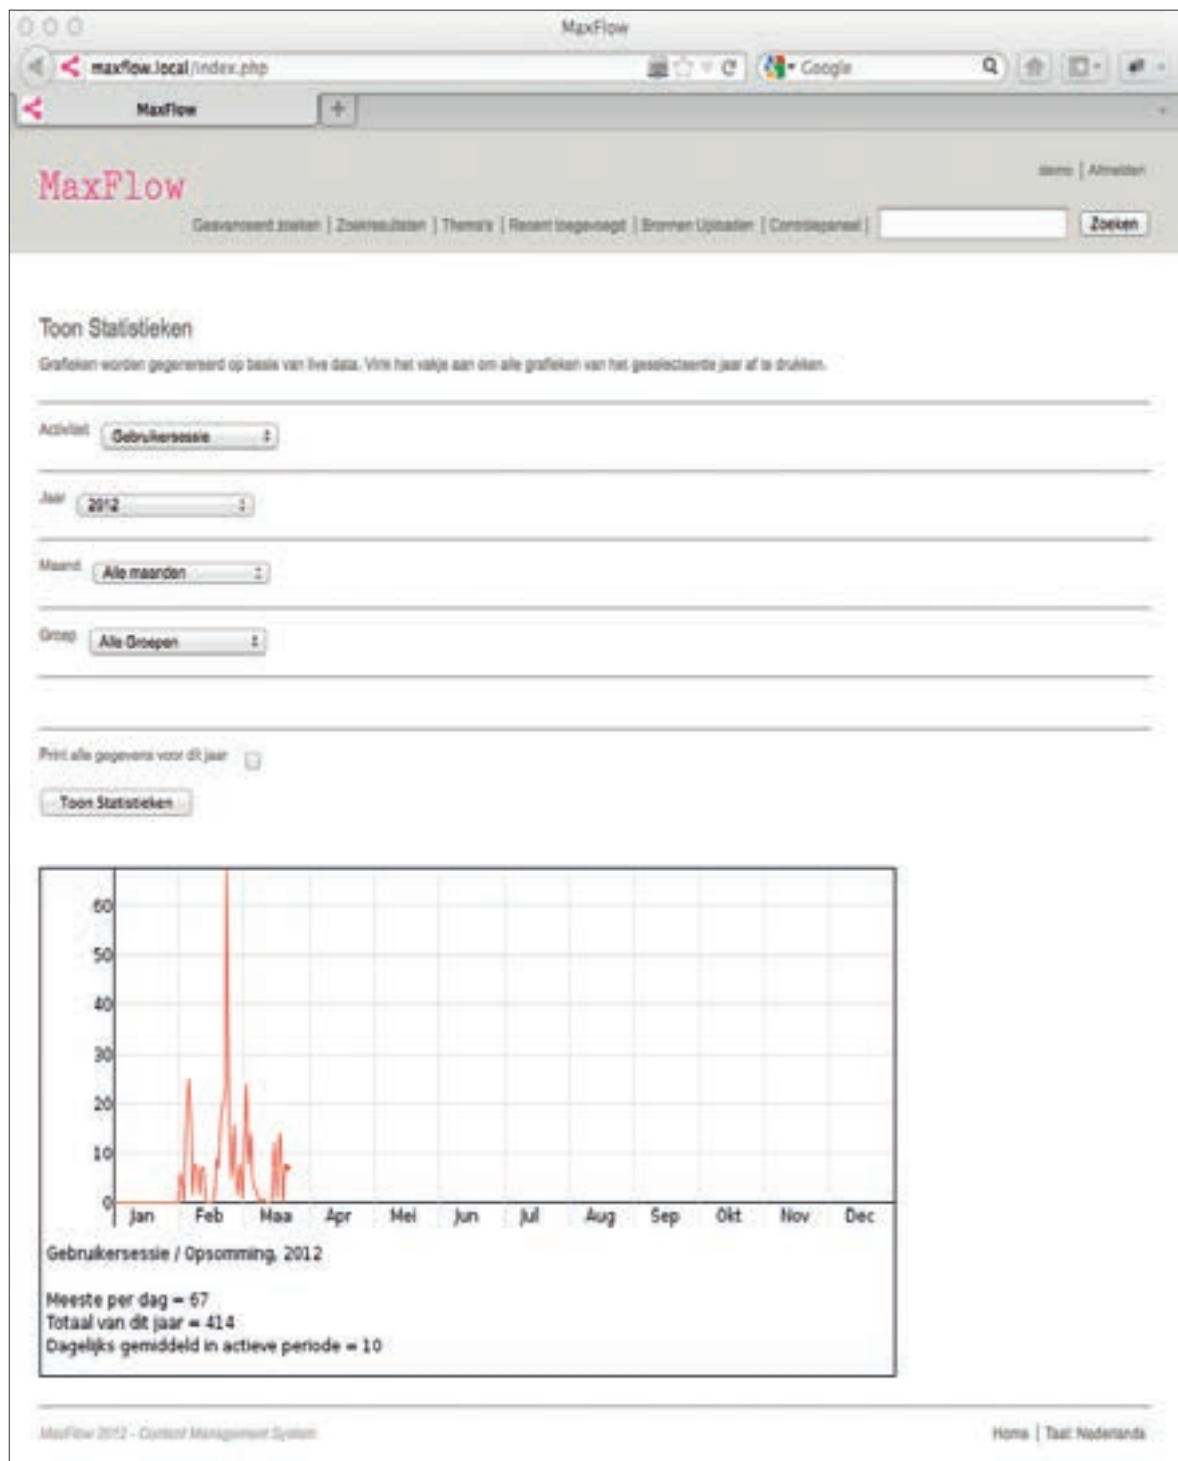 MaxFlow
maxflow.local/index.php
Google
MaxFlow
demo | Afmelden
MaxFlow
Geavanceerd zoeken | Zoekresultaten | Thema's | Recent toegevoegd | Bronnen Uploaden | Controlepaneel |
Zoeken
Toon Statistieken
Grafieken worden gegenereerd op basis van live data. Vink het vakje aan om alle grafieken van het geselecteerde jaar af te drukken.
Activiteit Gebruikersessie
Jaar 2012
Maand Alle maanden
Groep Alle Groepen
Print alle gegevens voor dit jaar
Toon Statistieken
60
50
40
30
20
10
0
Jan Feb Maa Apr Mei Jun Jul Aug Sep Okt Nov Dec
Gebruikersessie / Opsomming, 2012
Meeste per dag = 67
Totaal van dit jaar = 414
Dagelijks gemiddeld in actieve periode = 10
MaxFlow 2012 - Content Management System
Home | Taal: Nederlands